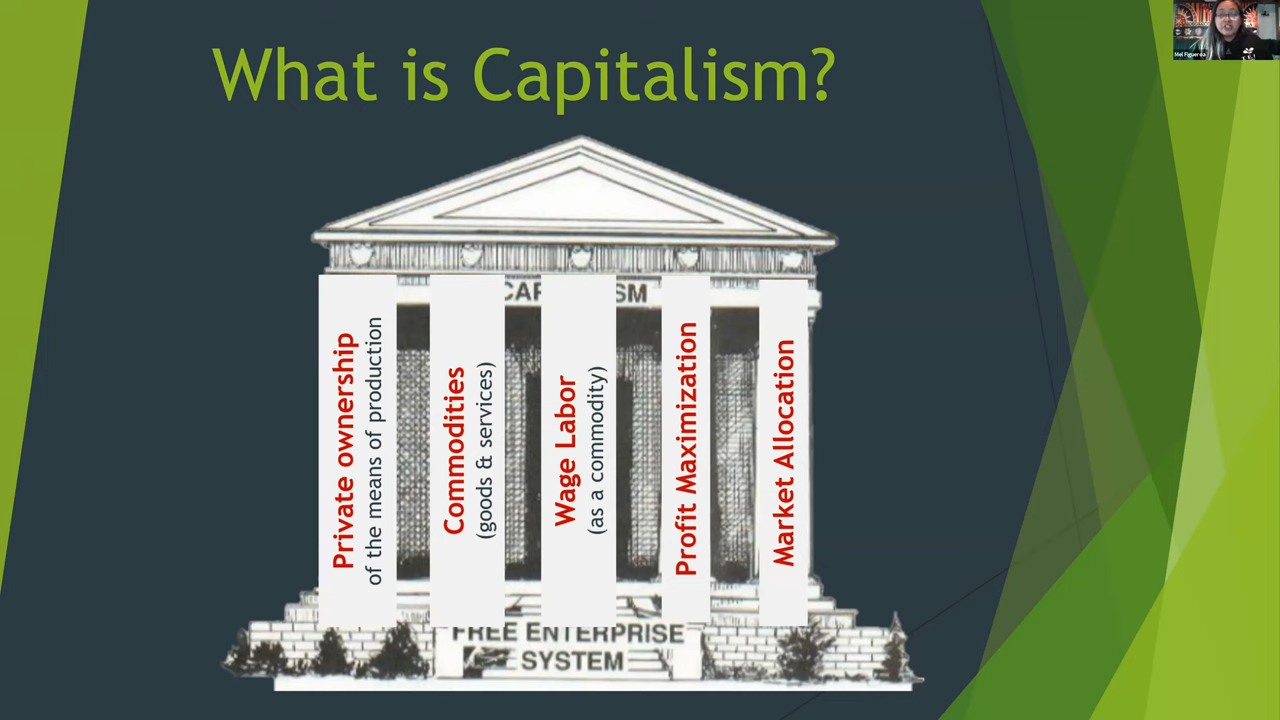 What is Capitalism?
Mel Figueroa
Private ownership
of the means of production
Commodities
(goods & services)
Wage Labor
(as a commodity)
Profit Maximization
Market Allocation
FREE ENTERPRISE
SYSTEM